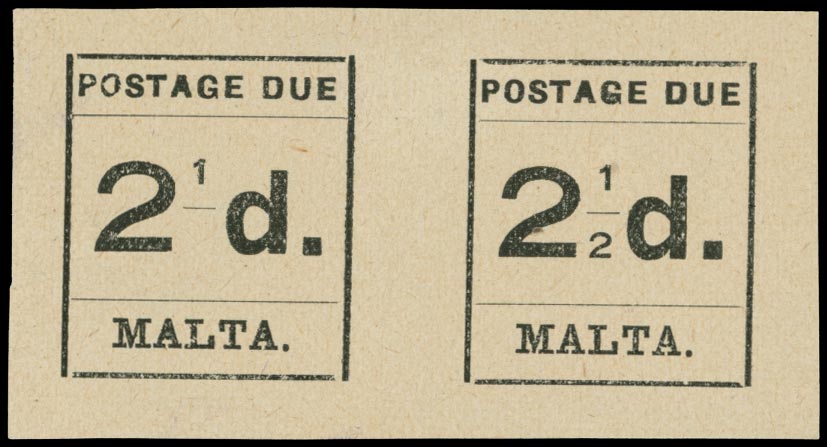 POSTAGE DUE
2 1/ d.
MALTA.
POSTAGE DUE
2 1/2 d.
MALTA.